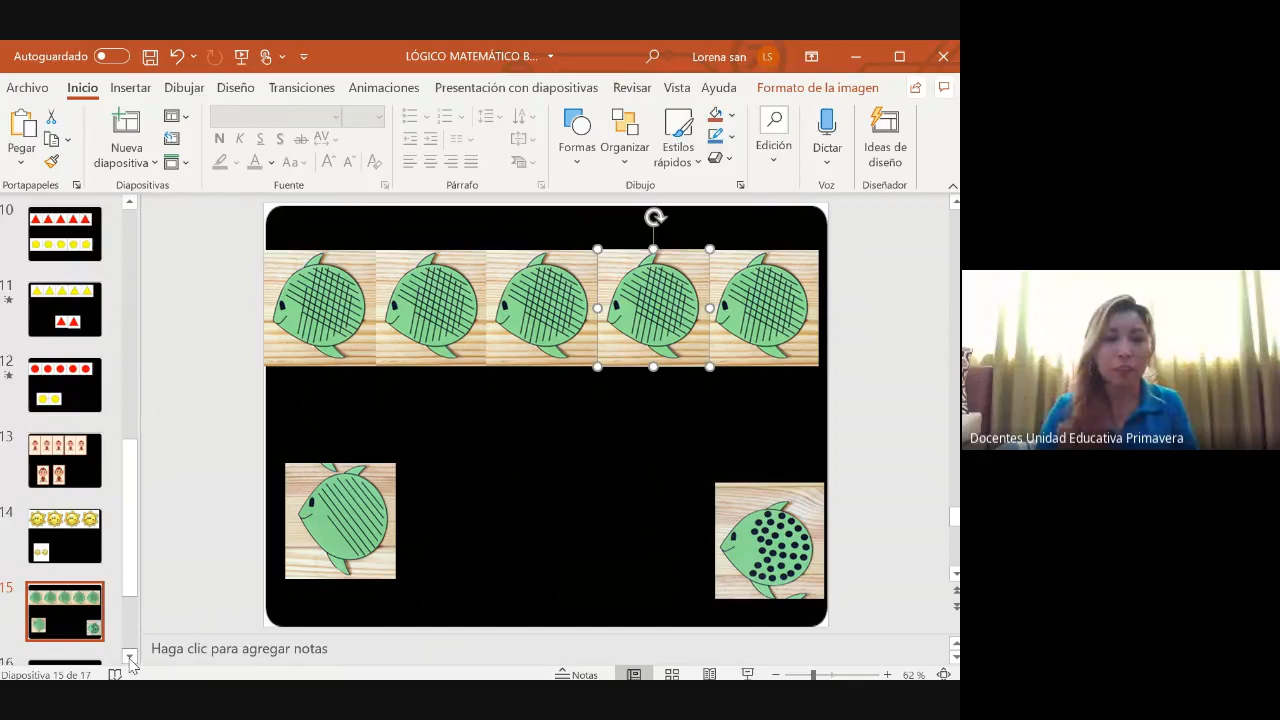 Autoguardado
LÓGICO MATEMÁTICO B...
Lorena san
LS
Archivo Inicio Insertar Dibujar Diseño Transiciones Animaciones Presentación con diapositivas Revisar Vista Ayuda Formato de la imagen
Pegar
Nueva
diapositiva
N K S S ab AV
Aa A A
Formas
Organizar
Estilos
rápidos
Edición
Dictar
Ideas de
diseño
Portapapeles Diapositivas Fuente Párrafo Dibujo Voz Diseñador
10
11
12
13
14
15
16
Haga clic para agregar notas
Diapositiva 15 de 17
Notas
62 %
Docentes Unidad Educativa Primavera